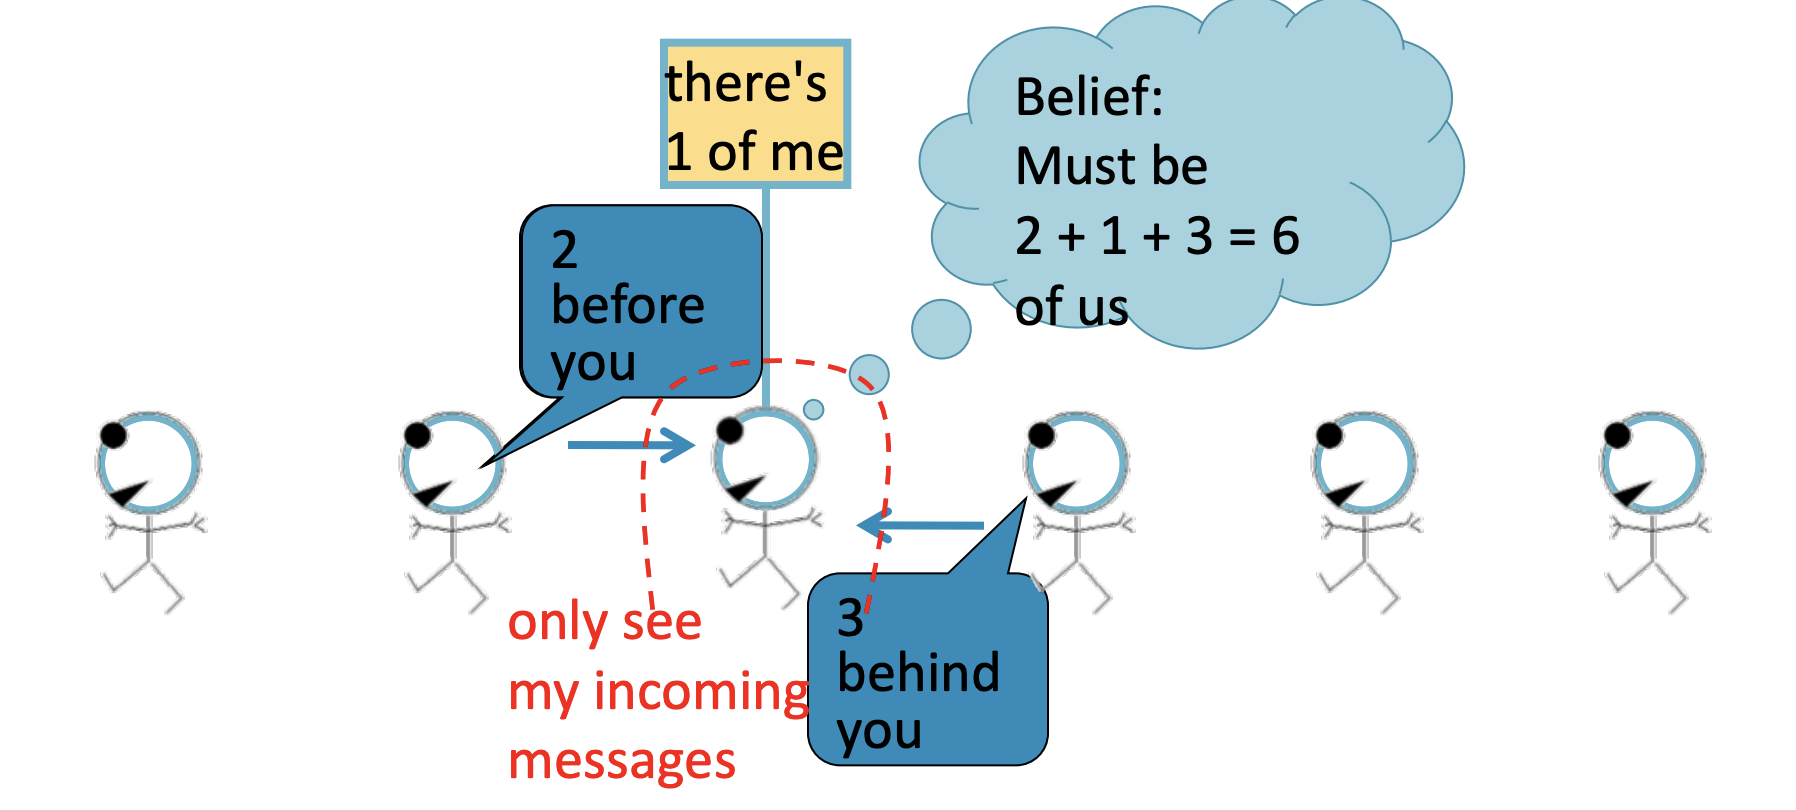 there's
1 of me
Belief:
Must be
2 + 1 + 3 = 6
of us
2
before
you
3
behind
you
only see
my incoming
messages